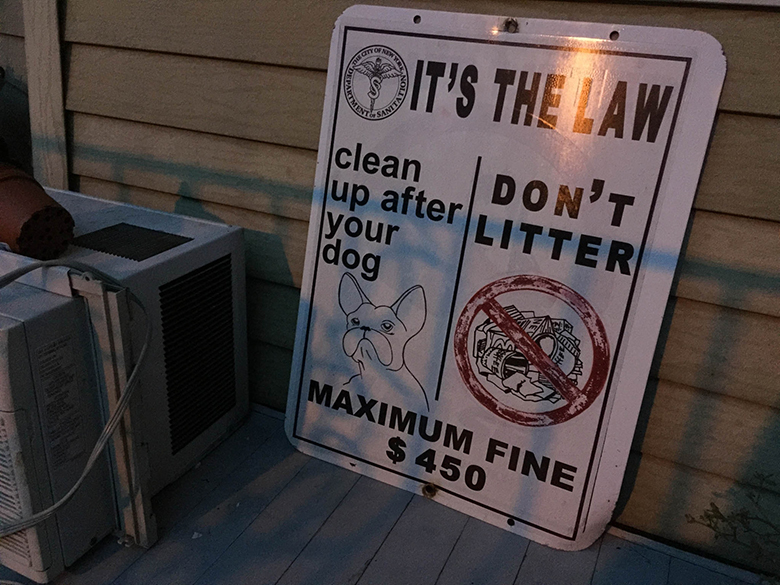 THE CITY OF NEW YORK
DEPARTMENT OF SANITATION
IT'S THE LAW
clean
up after
your
dog
DON'T
LITTER
MAXIMUM FINE
$ 450